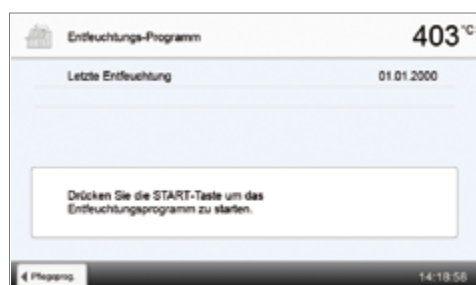 Entfeuchtungs-Programm 403 °C
Letzte Entfeuchtung 01.01.2000
Drücken Sie die START-Taste um das
Entfeuchtungsprogramm zu starten.
Pflegeprog. 14:18:58